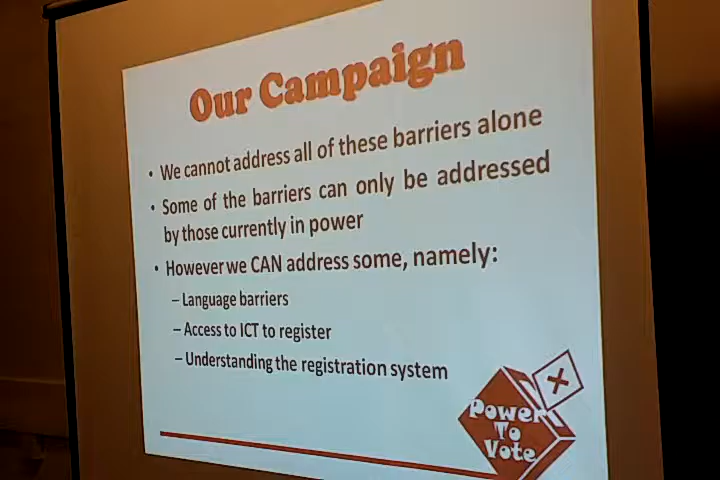 Our Campaign
• We cannot address all of these barriers alone
• Some of the barriers can only be addressed
by those currently in power
• However we CAN address some, namely:
– Language barriers
– Access to ICT to register
– Understanding the registration system
Power
To
Vote